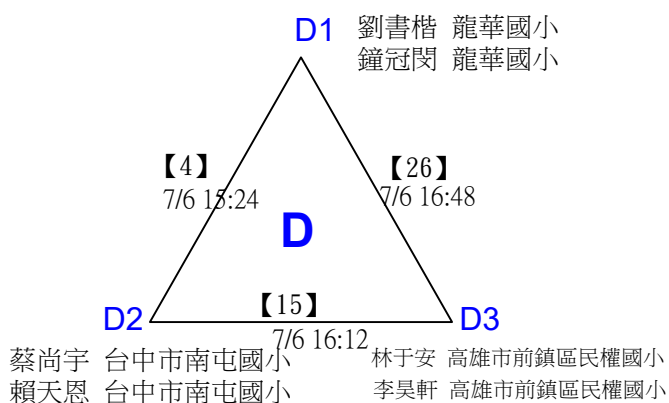 D1 劉書楷 龍華國小
鐘冠閔 龍華國小
【4】 【26】
7/6 15:24 7/6 16:48
D
【15】
D2 D3
7/6 16:12
蔡尚宇 台中市南屯國小 林于安 高雄市前鎮區民權國小
賴天恩 台中市南屯國小 李昊軒 高雄市前鎮區民權國小